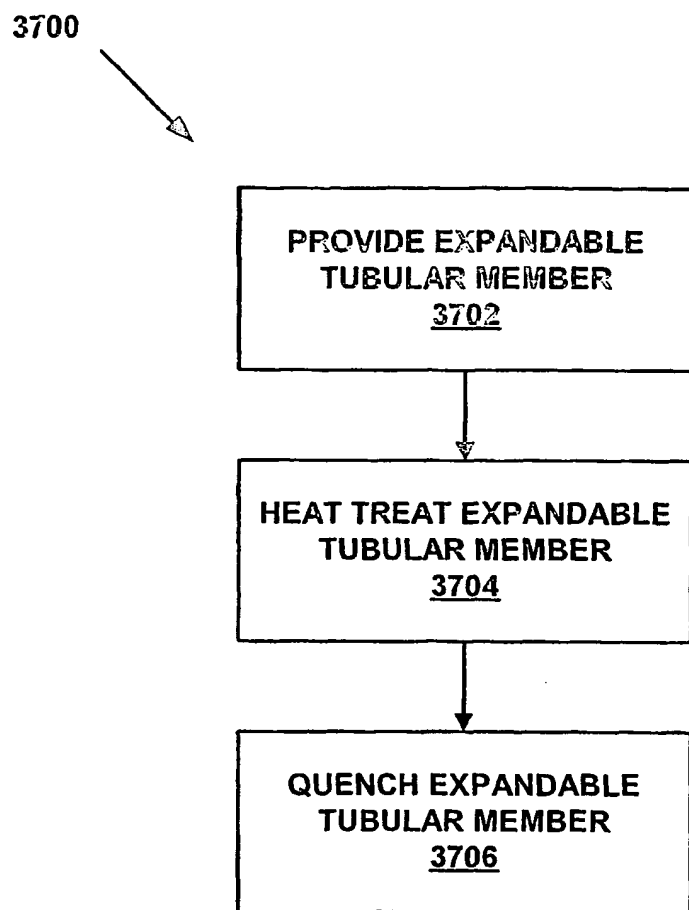 3700
PROVIDE EXPANDABLE
TUBULAR MEMBER
3702
HEAT TREAT EXPANDABLE
TUBULAR MEMBER
3704
QUENCH EXPANDABLE
TUBULAR MEMBER
3706